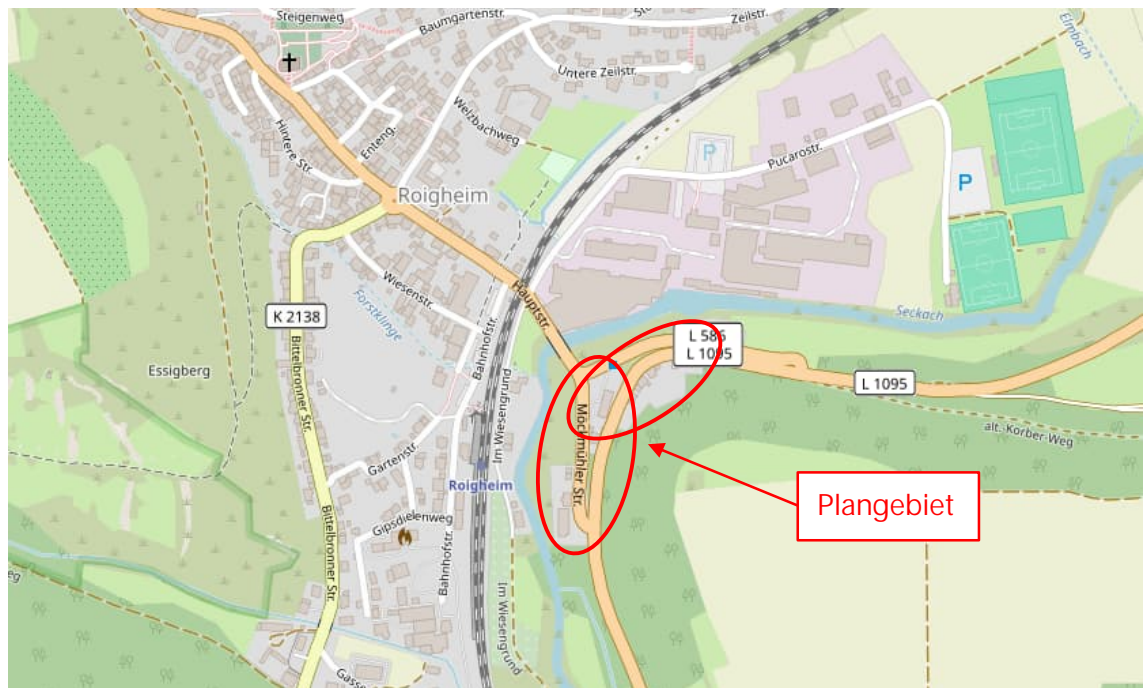 Steigenweg
Baumgartenstr.
Zeilstr.
Elmbach
Untere Zeilstr.
Welzbachweg
Hintere Str.
Enteng.
P
Pucarostr.
P
Roigheim
Wiesenstr.
Hauptstr.
Forstklinge
K 2138
Bahnhofstr.
Seckach
L 586
L 1095
L 1095
Essigberg
Bittelbronner Str.
Im Wiesengrund
Möckmühler Str.
alt.-Korber-Weg
Gartenstr.
Roigheim
Plangebiet
Gipsdielenweg
Bittelbronner Str.
Bahnhofstr.
Im Wiesengrund